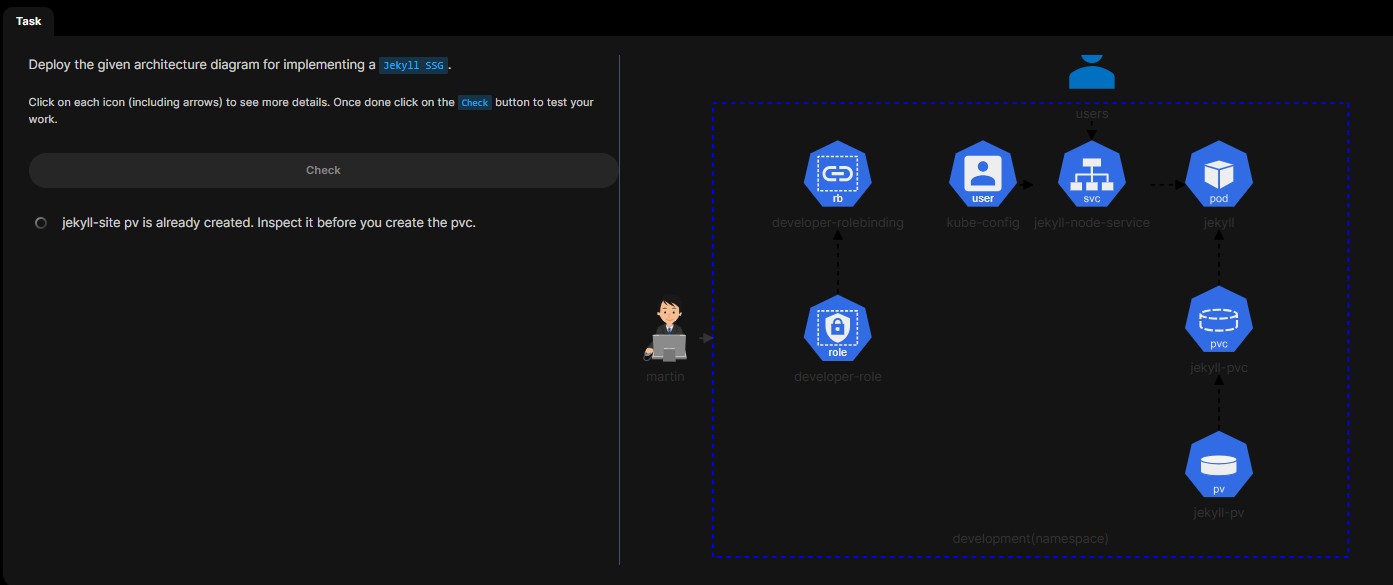 Task
Deploy the given architecture diagram for implementing a Jekyll SSG.
Click on each icon (including arrows) to see more details. Once done click on the Check button to test your
work.
Check
jekyll-site pv is already created. Inspect it before you create the pvc.
users
rb
user
svc
pod
developer-rolebinding
kube-config
jekyll-node-service
jekyll
role
pvc
martin
developer-role
jekyll-pvc
pv
jekyll-pv
development(namespace)